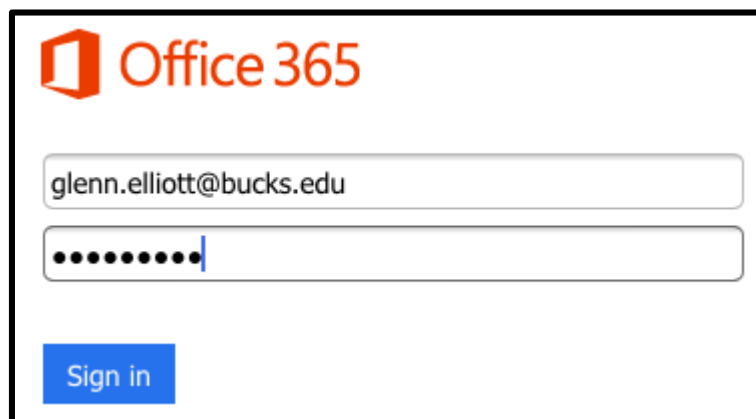 Office 365
glenn.elliott@bucks.edu
•••••••••
Sign in